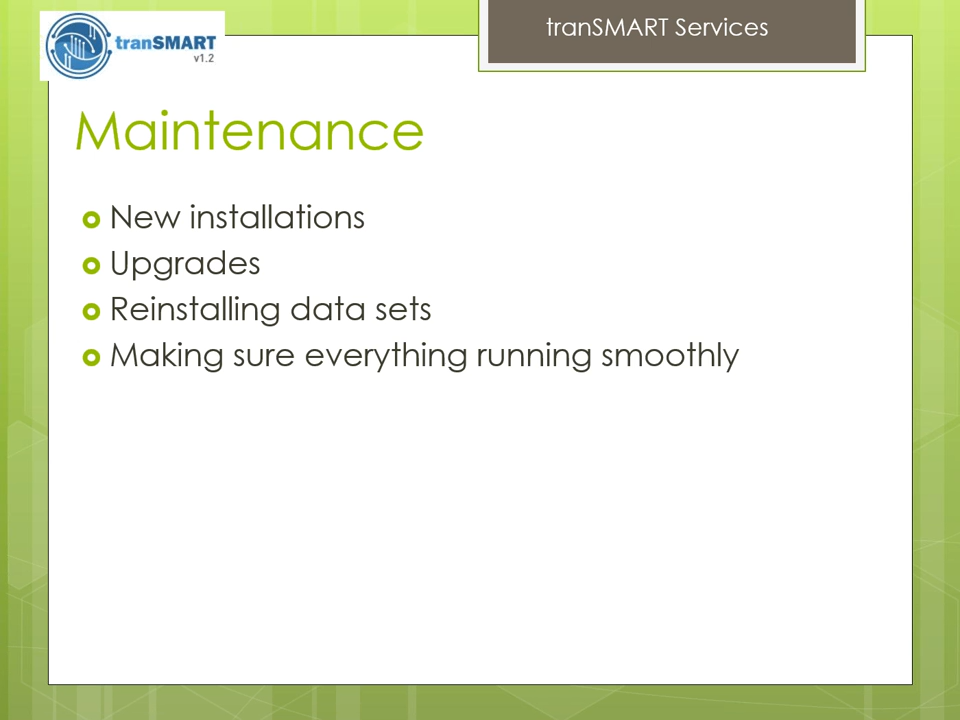 tranSMART
v1.2
tranSMART Services
Maintenance
New installations
Upgrades
Reinstalling data sets
Making sure everything running smoothly